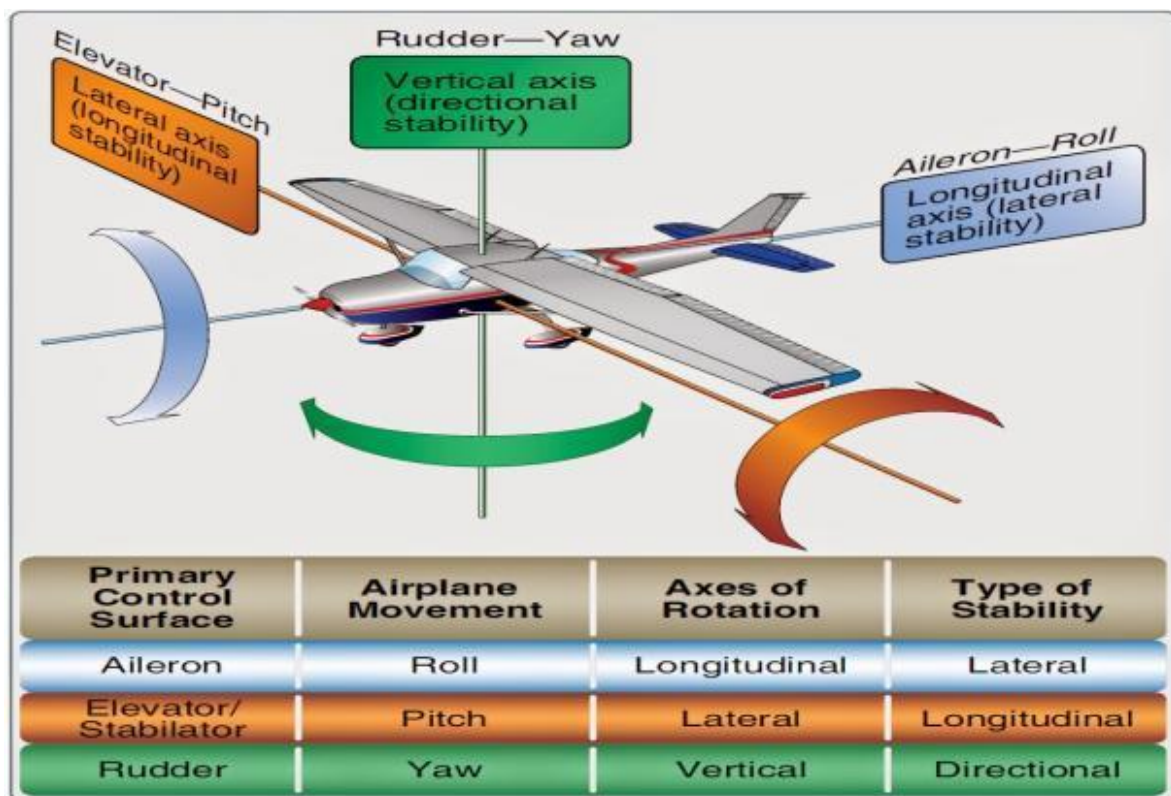 Elevator—Pitch
Lateral axis
(longitudinal
stability)
Rudder—Yaw
Vertical axis
(directional
stability)
Aileron—Roll
Longitudinal
axis (lateral
stability)
Primary
Control
Surface
Airplane
Movement
Axes of
Rotation
Type of
Stability
Aileron
Roll
Longitudinal
Lateral
Elevator/
Stabilator
Pitch
Lateral
Longitudinal
Rudder
Yaw
Vertical
Directional